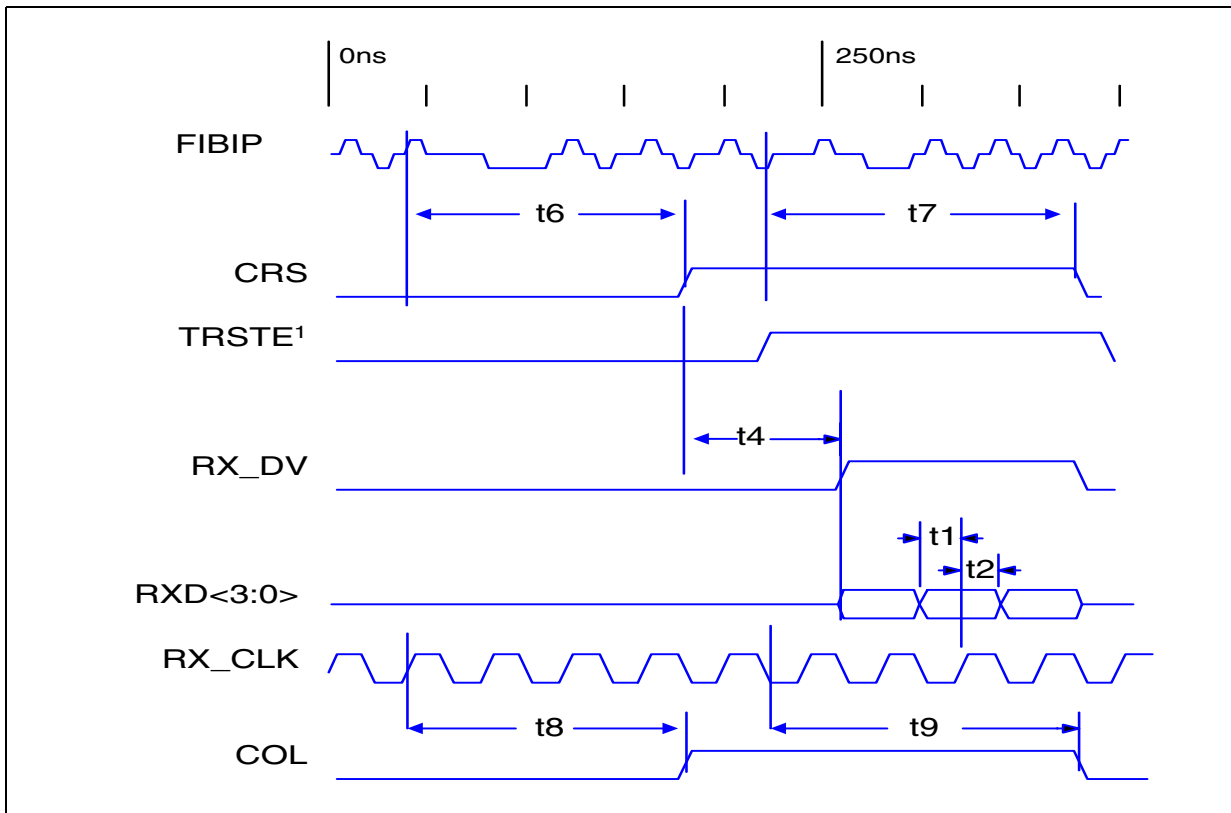 0ns 250ns
FIBIP
t6 t7
CRS
TRSTE¹
t4
RX_DV
t1
t2
RXD<3:0>
RX_CLK
t8 t9
COL